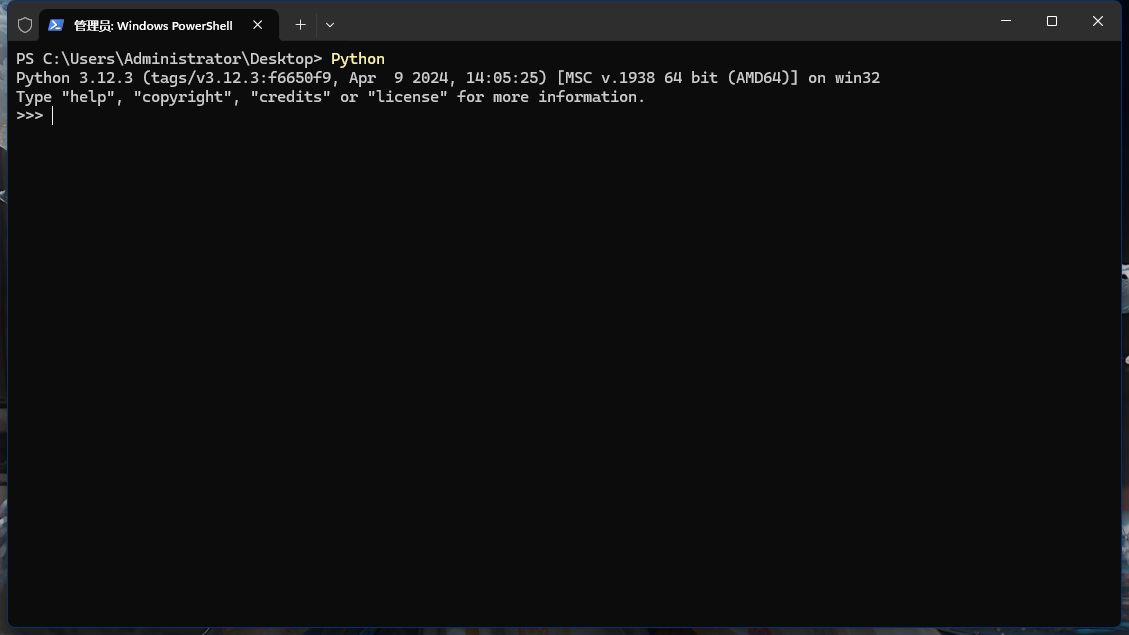 管理员: Windows PowerShell
PS C:\Users\Administrator\Desktop> Python
Python 3.12.3 (tags/v3.12.3:f6650f9, Apr  9 2024, 14:05:25) [MSC v.1938 64 bit (AMD64)] on win32
Type "help", "copyright", "credits" or "license" for more information.
>>>